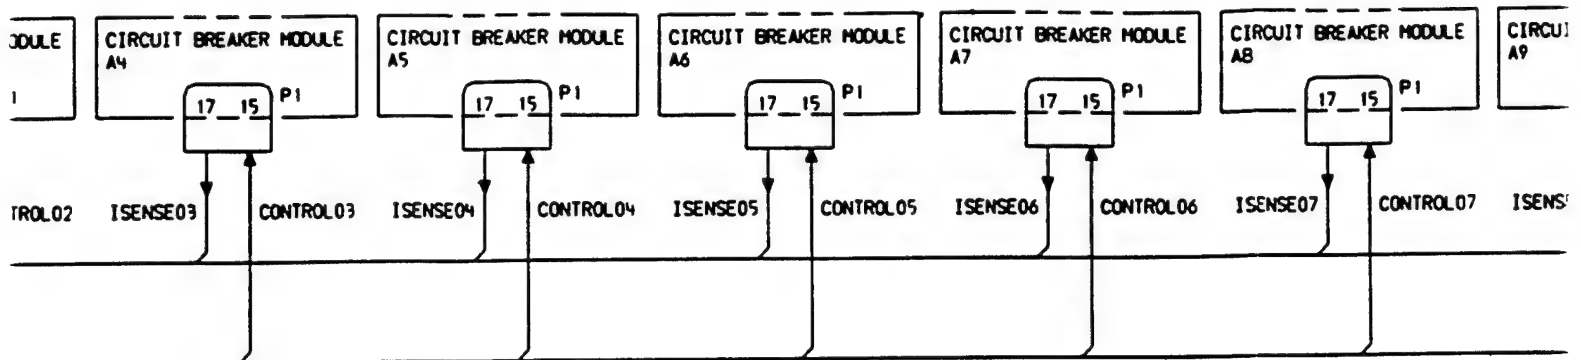 CIRCUIT BREAKER MODULE
A4
17 15 P1
CIRCUIT BREAKER MODULE
A5
17 15 P1
CIRCUIT BREAKER MODULE
A6
17 15 P1
CIRCUIT BREAKER MODULE
A7
17 15 P1
CIRCUIT BREAKER MODULE
A8
17 15 P1
A9
ISENSE03 CONTROL03 ISENSE04 CONTROL04 ISENSE05 CONTROL05 ISENSE06 CONTROL06 ISENSE07 CONTROL07